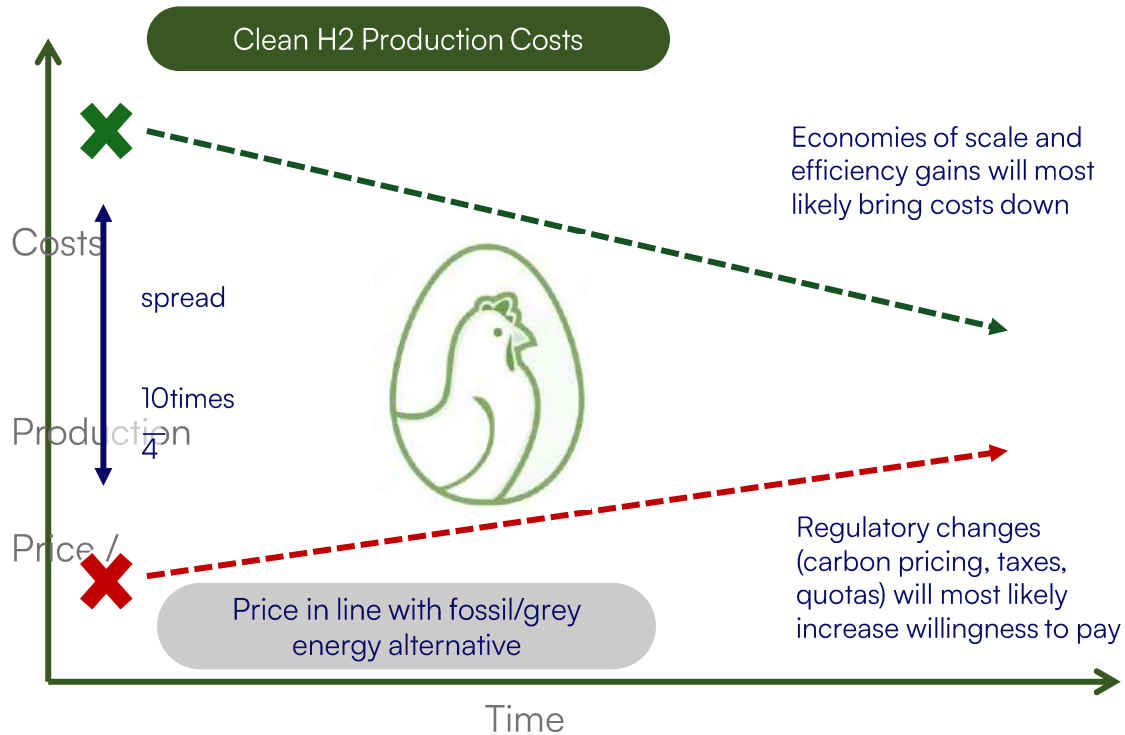 Clean H2 Production Costs
Economies of scale and
efficiency gains will most
likely bring costs down
Costs
spread
10times
Production
4
Price /
Regulatory changes
(carbon pricing, taxes,
quotas) will most likely
increase willingness to pay
Price in line with fossil/grey
energy alternative
Time